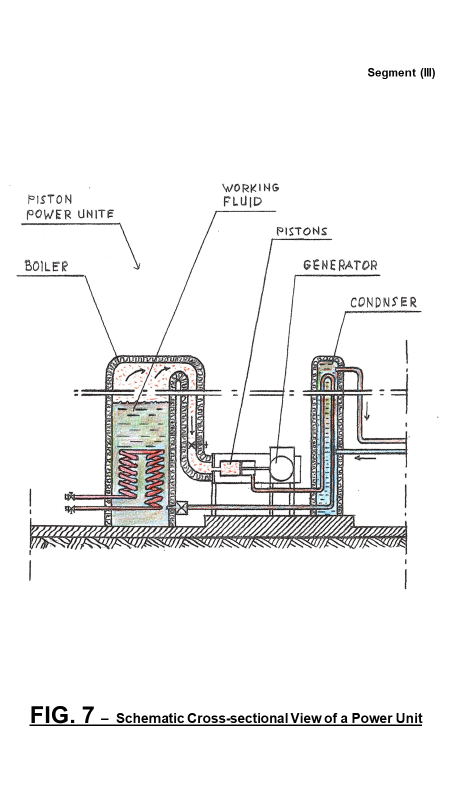 Segment (III)
WORKING
FLUID
PISTON
POWER UNITE
PISTONS
BOILER
GENERATOR
CONDNSER
FIG. 7 – Schematic Cross-sectional View of a Power Unit